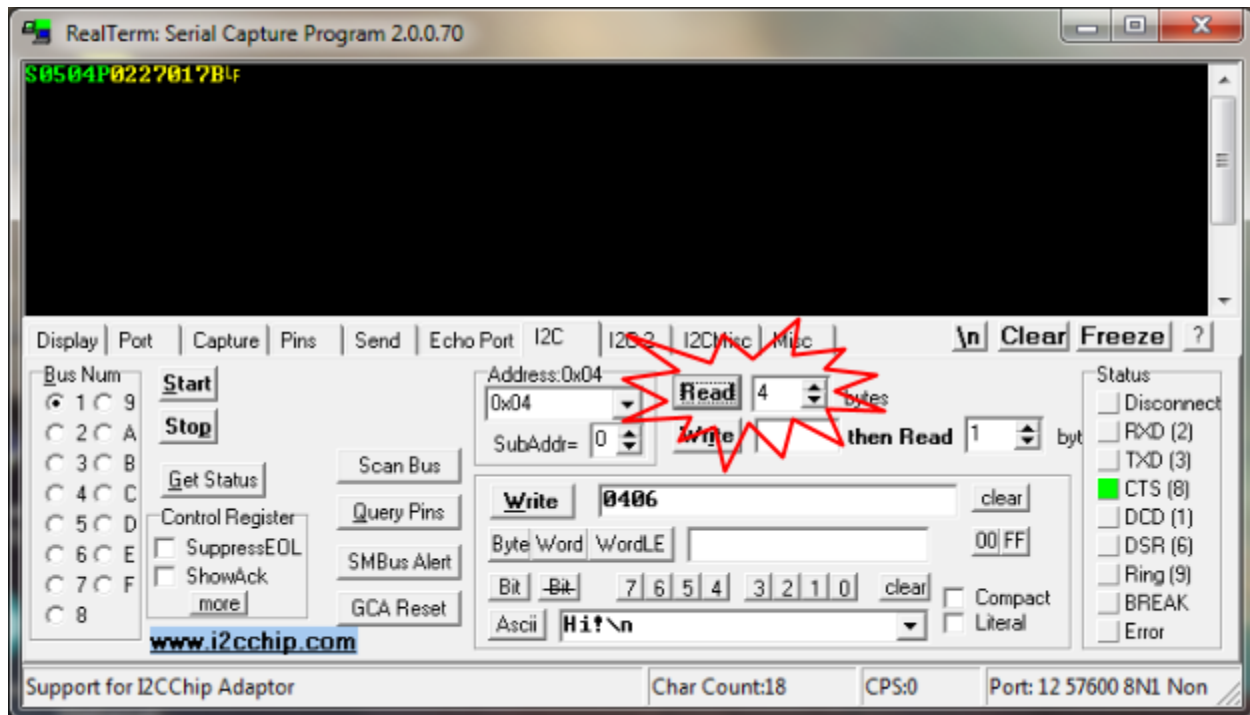 RealTerm: Serial Capture Program 2.0.0.70
S0504P0227017BLF
Display Port Capture Pins Send Echo Port I2C I2C-2 I2CMisc Misc \n Clear Freeze ?
Bus Num Start Address:0x04 Read 4 bytes Status
1 9 0x04 Disconnect
2 A Stop SubAddr= 0 Write then Read 1 byt RXD (2)
3 B Scan Bus TXD (3)
4 C Get Status Write 0406 clear CTS (8)
5 D Control Register Query Pins DCD (1)
6 E SuppressEOL Byte Word WordLE 00 FF DSR (6)
7 F ShowAck SMBus Alert Bit Bit 7 6 5 4 3 2 1 0 clear Compact Ring (9)
8 more GCA Reset Ascii Hi!\n Literal BREAK
www.i2cchip.com Error
Support for I2CChip Adaptor Char Count:18 CPS:0 Port: 12 57600 8N1 Non